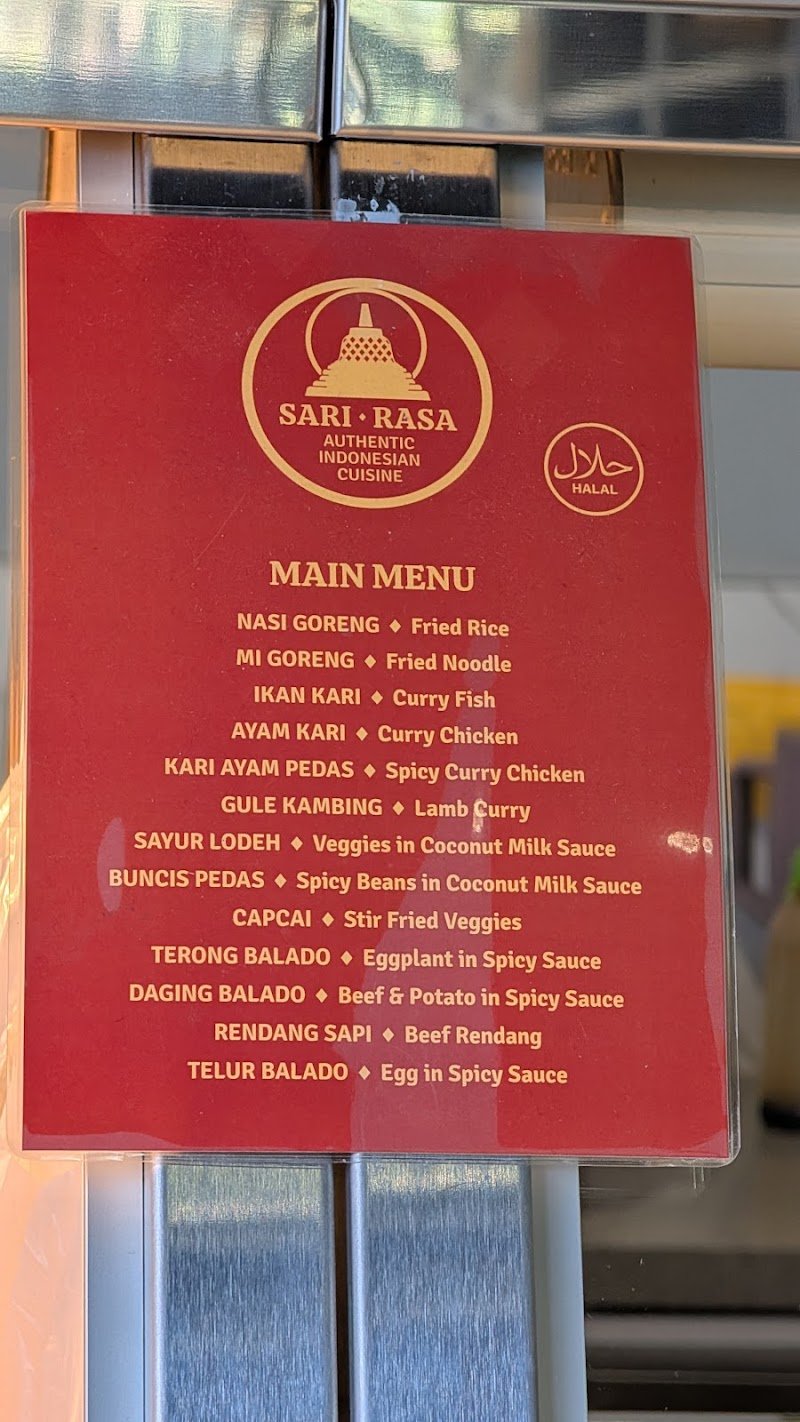 SARI • RASA
AUTHENTIC
INDONESIAN
CUISINE
حلال
HALAL
MAIN MENU
NASI GORENG ♦ Fried Rice
MI GORENG ♦ Fried Noodle
IKAN KARI ♦ Curry Fish
AYAM KARI ♦ Curry Chicken
KARI AYAM PEDAS ♦ Spicy Curry Chicken
GULE KAMBING ♦ Lamb Curry
SAYUR LODEH ♦ Veggies in Coconut Milk Sauce
BUNCIS PEDAS ♦ Spicy Beans in Coconut Milk Sauce
CAPCAI ♦ Stir Fried Veggies
TERONG BALADO ♦ Eggplant in Spicy Sauce
DAGING BALADO ♦ Beef & Potato in Spicy Sauce
RENDANG SAPI ♦ Beef Rendang
TELUR BALADO ♦ Egg in Spicy Sauce